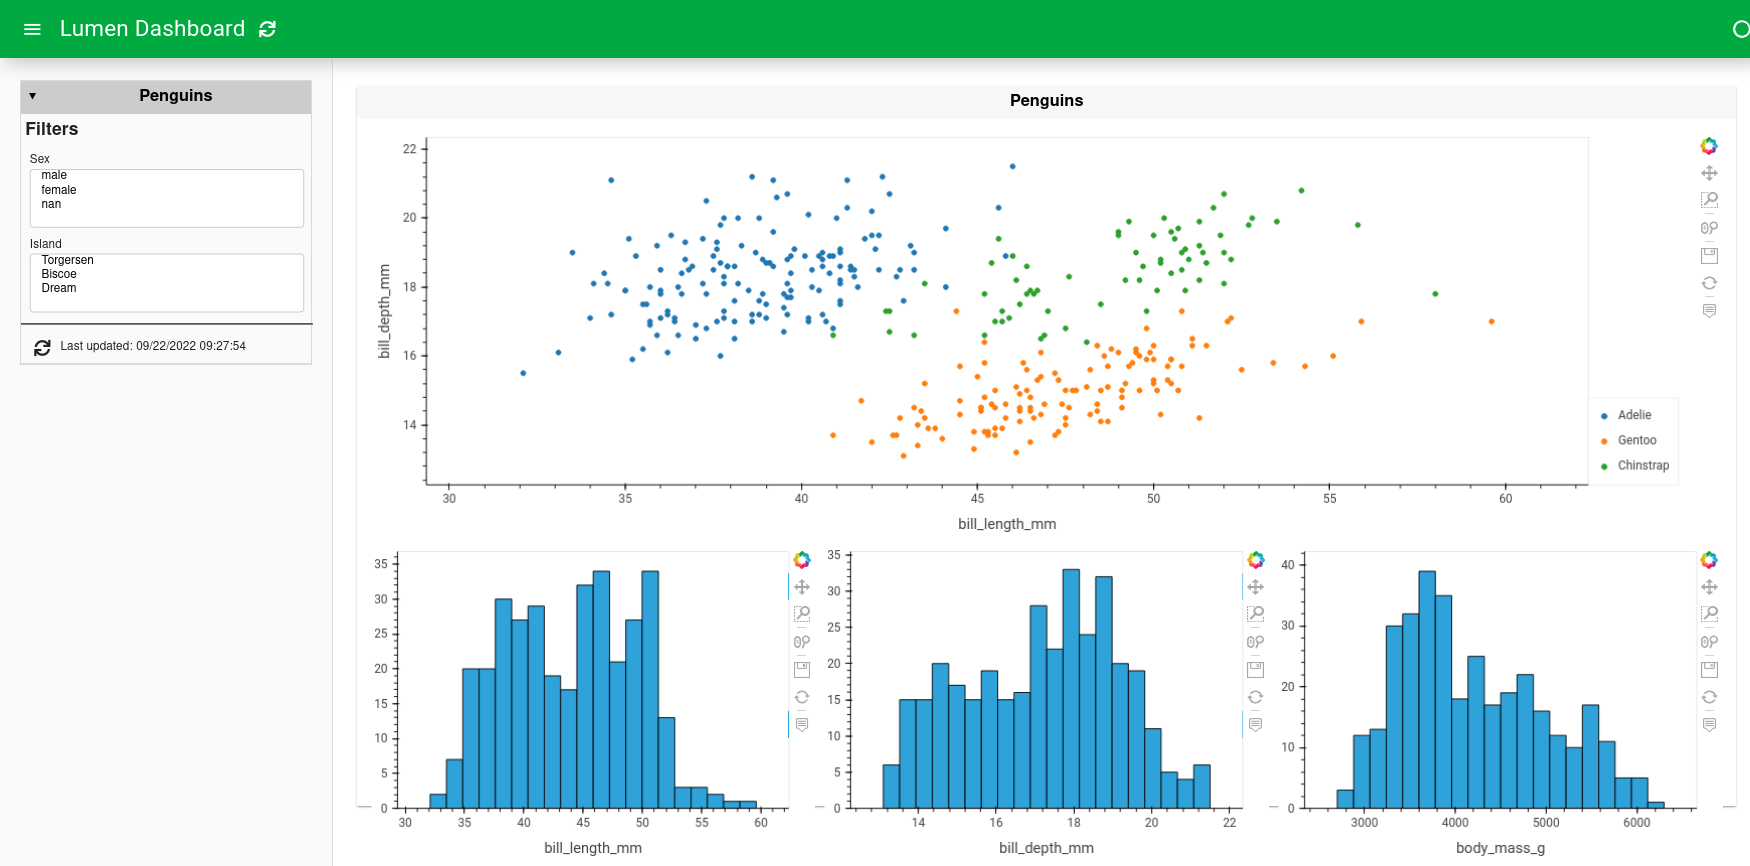 Lumen Dashboard
▼ Penguins
Filters
Sex
male
female
nan
Island
Torgersen
Biscoe
Dream
Last updated: 09/22/2022 09:27:54
Penguins
22
20
18
16
14
bill_depth_mm
30 35 40 45 50 55 60
bill_length_mm
Adelie
Gentoo
Chinstrap
35
30
25
20
15
10
5
0
30 35 40 45 50 55 60
bill_length_mm
35
30
25
20
15
10
5
0
14 16 18 20 22
bill_depth_mm
40
30
20
10
0
3000 4000 5000 6000
body_mass_g